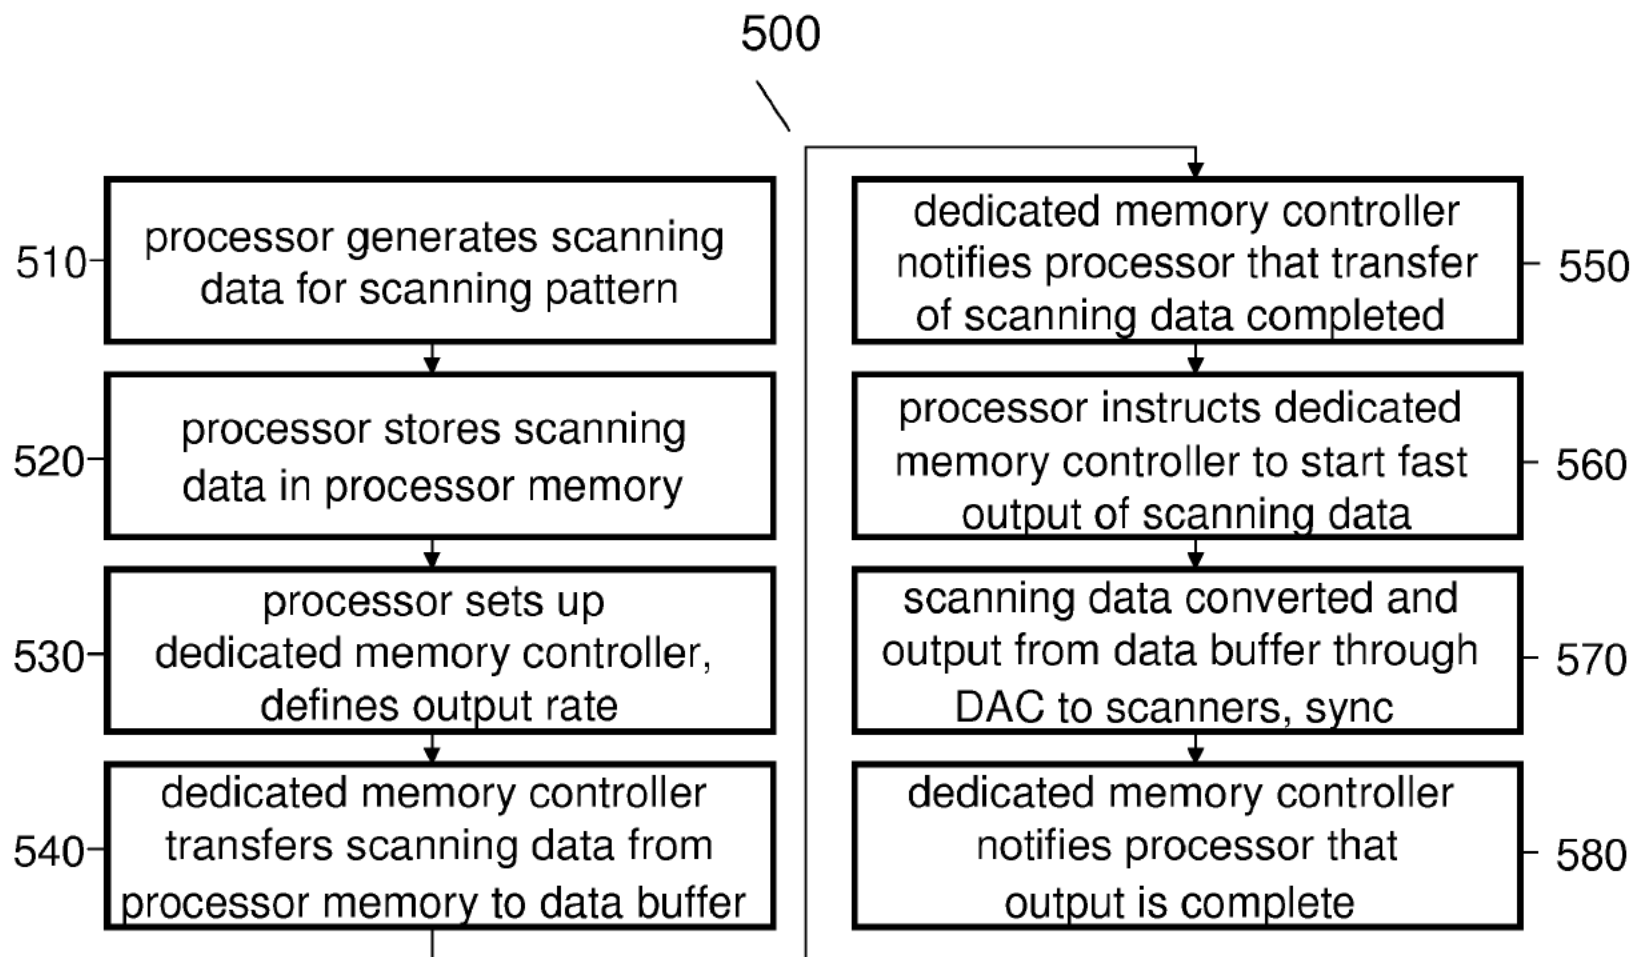 500
510
processor generates scanning
data for scanning pattern
520
processor stores scanning
data in processor memory
530
processor sets up
dedicated memory controller,
defines output rate
540
dedicated memory controller
transfers scanning data from
processor memory to data buffer
dedicated memory controller
notifies processor that transfer
of scanning data completed
550
processor instructs dedicated
memory controller to start fast
output of scanning data
560
scanning data converted and
output from data buffer through
DAC to scanners, sync
570
dedicated memory controller
notifies processor that
output is complete
580